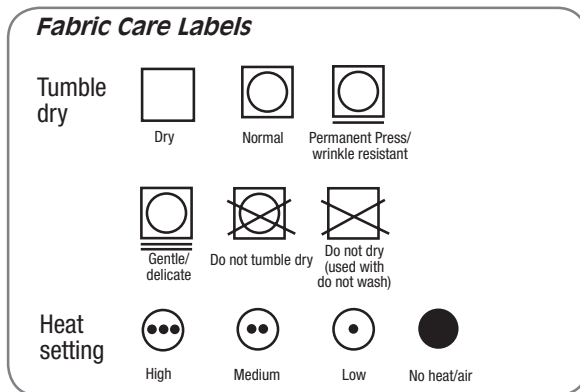 Fabric Care Labels
Tumble
dry
Dry
Normal
Permanent Press/
wrinkle resistant
Gentle/
delicate
Do not tumble dry
Do not dry
(used with
do not wash)
Heat
setting
High
Medium
Low
No heat/air